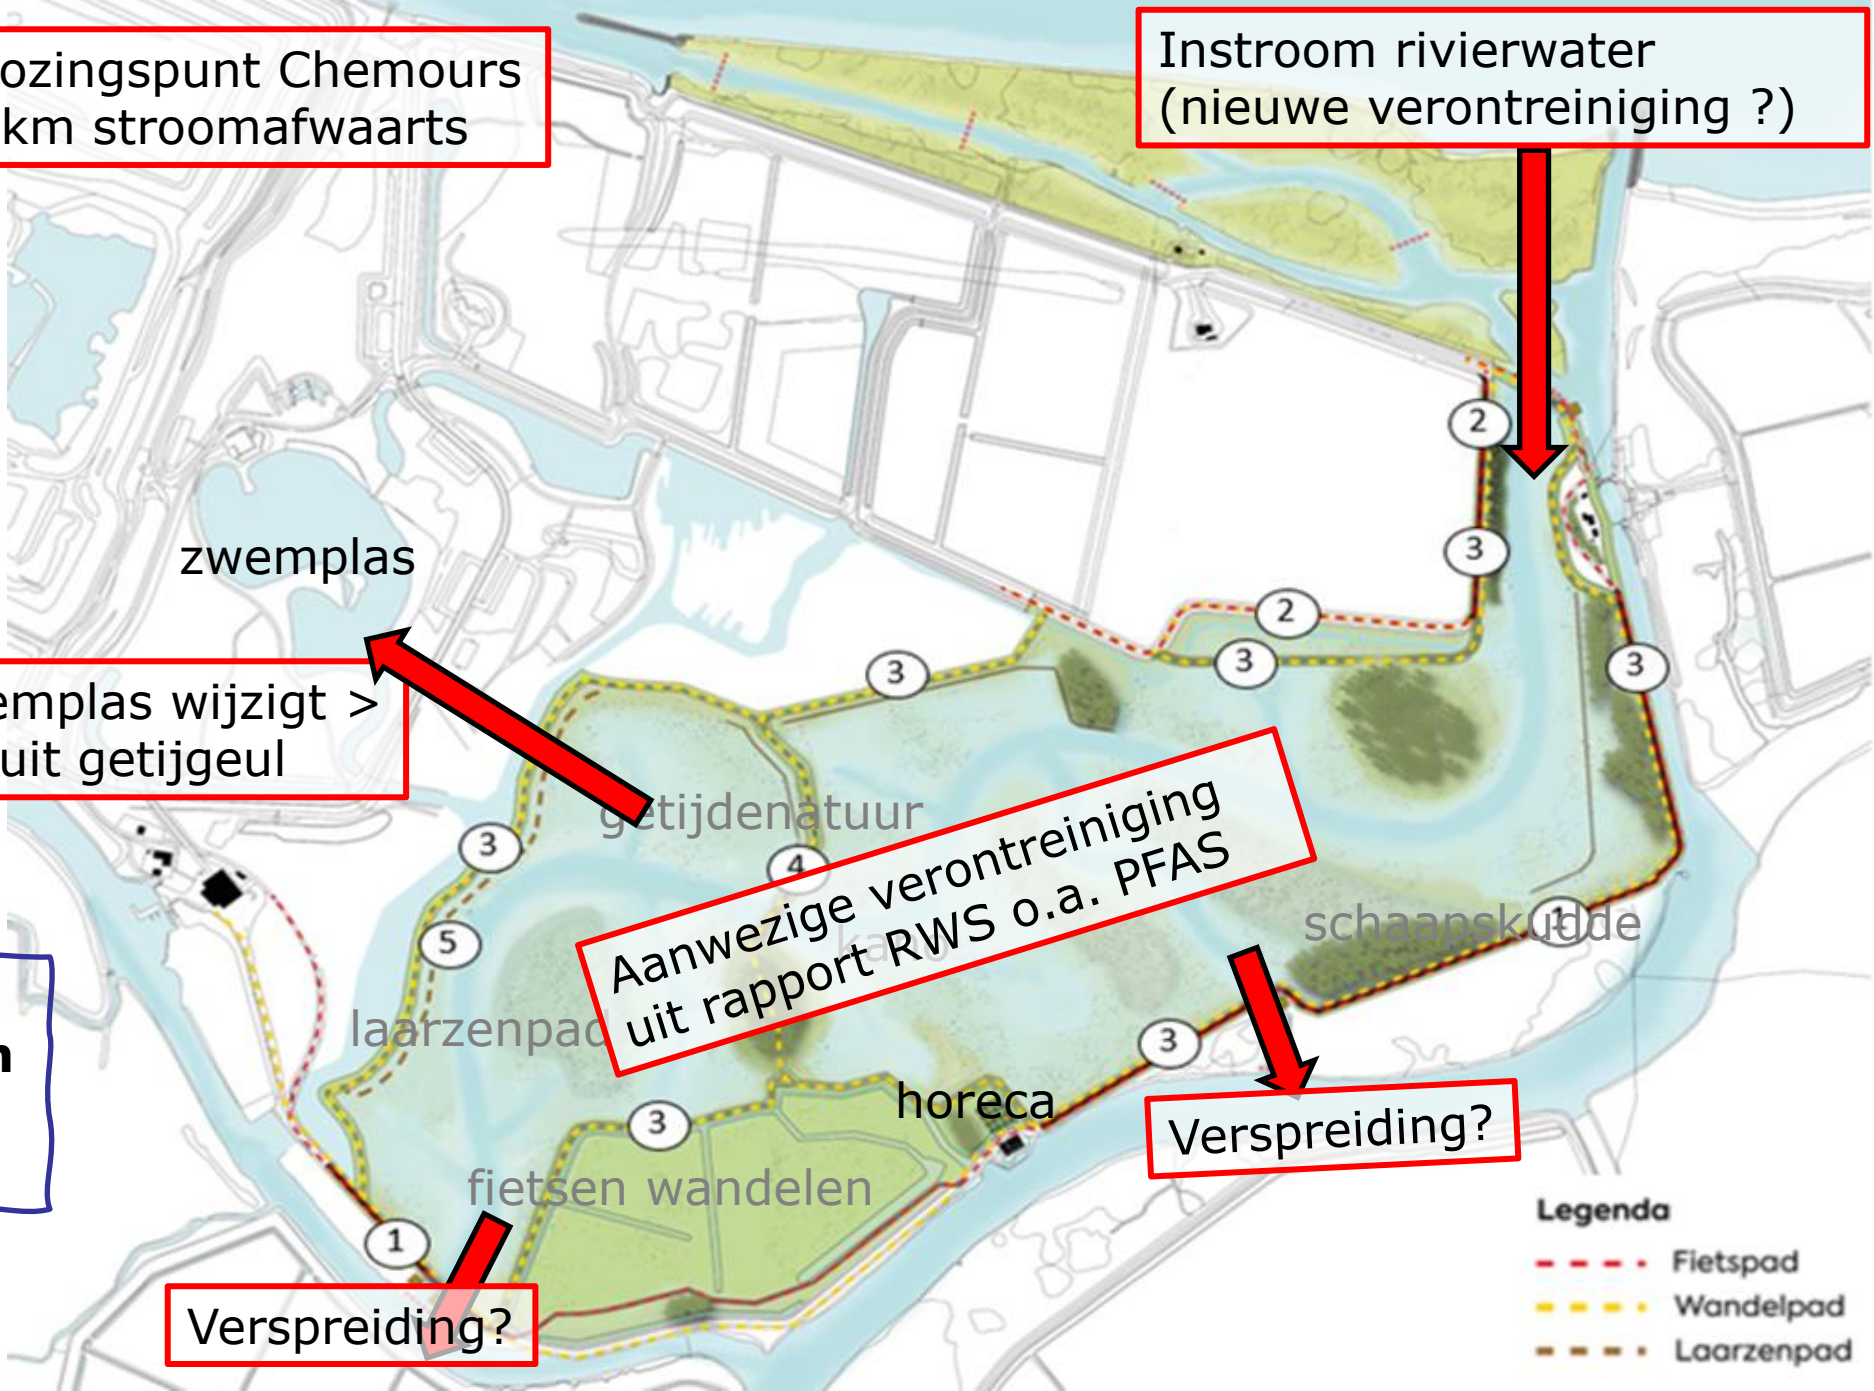 ozingspunt Chemours
km stroomafwaarts
Instroom rivierwater
(nieuwe verontreiniging ?)
2
zwemplas
3
2
3
3
3
emplas wijzigt >
uit getijgeul
getijdenatuur
3
4
Aanwezige verontreiniging
uit rapport RWS o.a. PFAS
schaapskudde
1
5
laarzenpad
n
3
horeca
3
Verspreiding?
fietsen wandelen
1
Verspreiding?
Legenda
Fietspad
Wandelpad
Laarzenpad